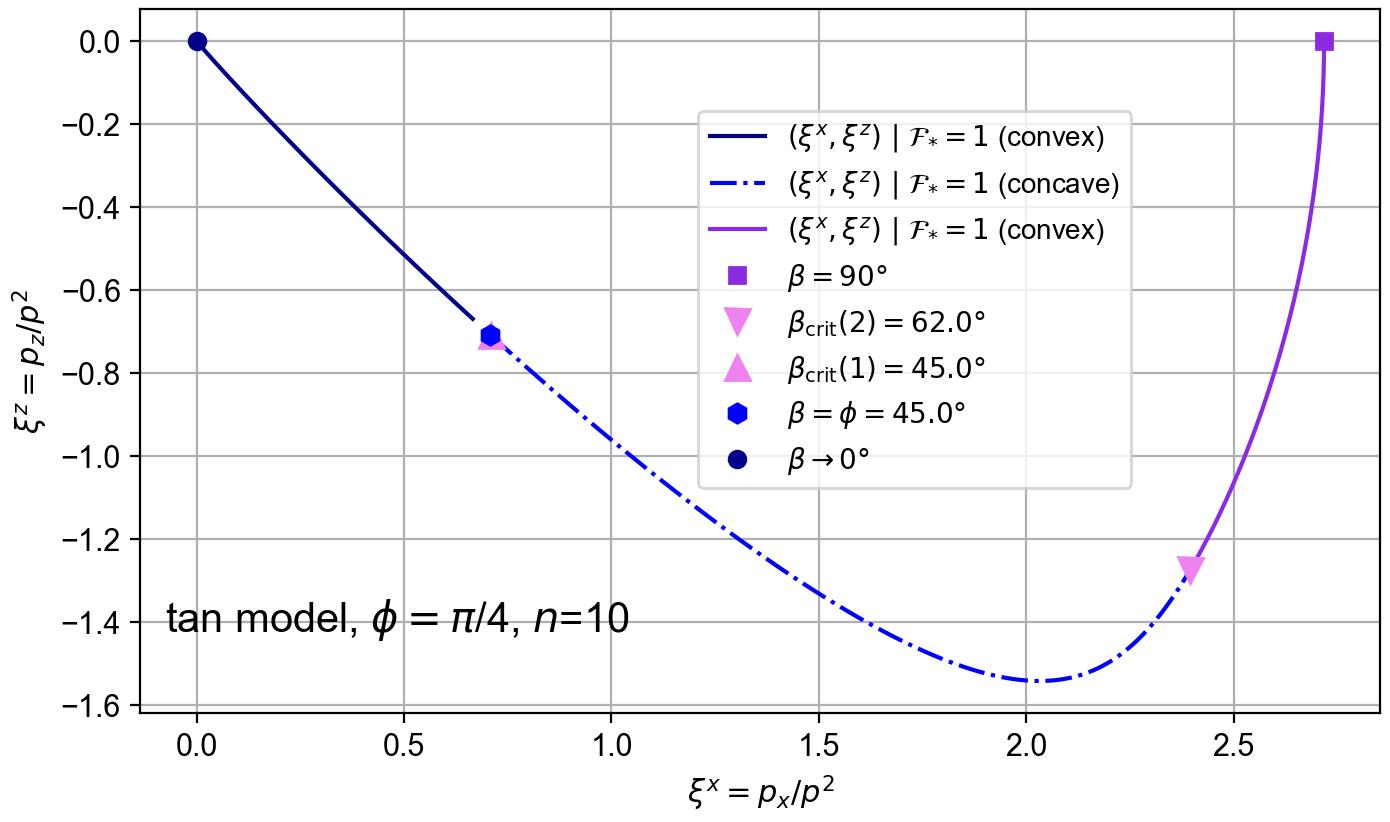 0.0
−0.2
−0.4
−0.6
−0.8
−1.0
−1.2
−1.4
−1.6
ξ^z = p_z/p^2
(ξ^x, ξ^z) | ℱ_* = 1 (convex)
(ξ^x, ξ^z) | ℱ_* = 1 (concave)
(ξ^x, ξ^z) | ℱ_* = 1 (convex)
β = 90°
β_crit(2) = 62.0°
β_crit(1) = 45.0°
β = ϕ = 45.0°
β → 0°
tan model, ϕ = π/4, n=10
0.0 0.5 1.0 1.5 2.0 2.5
ξ^x = p_x/p^2